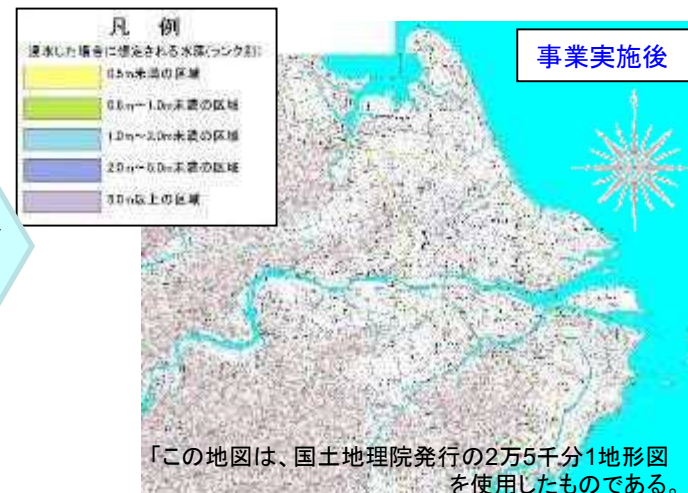 凡 例
浸水した場合に想定される水深(ランク別)
0.5m未満の区域
0.5m~1.0m未満の区域
1.0m~2.0m未満の区域
2.0m~5.0m未満の区域
5.0m以上の区域
事業実施後
「この地図は、国土地理院発行の2万5千分1地形図
を使用したものである。